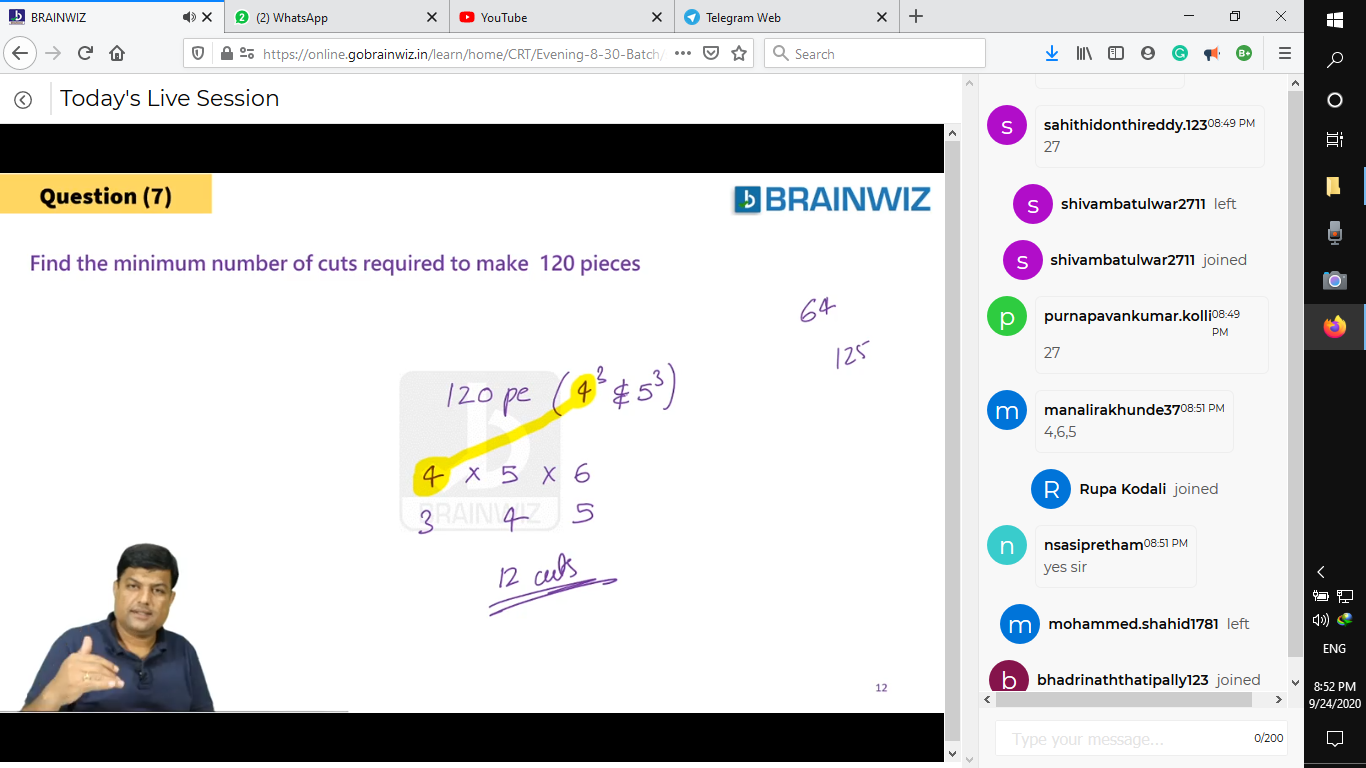 BRAINWIZ
(2) WhatsApp
YouTube
Telegram Web
https://online.gobrainwiz.in/learn/home/CRT/Evening-8-30-Batch/
Search
Today's Live Session
Question (7)
BRAINWIZ
Find the minimum number of cuts required to make 120 pieces
64
125
120 pe (4³ & 5³)
4 × 5 × 6
BRAINWIZ
3 4 5
12 cuts
12
s
sahithidonthireddy.123 08:49 PM
27
s
shivambatulwar2711 left
s
shivambatulwar2711 joined
p
purnapavankumar.kolli 08:49
PM
27
m
manalirakhunde37 08:51 PM
4,6,5
R
Rupa Kodali joined
n
nsasipretham 08:51 PM
yes sir
m
mohammed.shahid1781 left
b
bhadrinaththatipally123 joined
Type your message...
0/200
B+
ENG
8:52 PM
9/24/2020